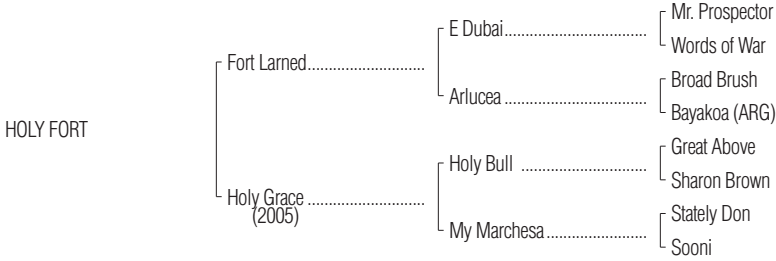 Mr. Prospector
E Dubai..................................
Words of War
Fort Larned...........................
Broad Brush
Arlucea..................................
Bayakoa (ARG)
HOLY FORT
Great Above
Holy Bull ..............................
Sharon Brown
Holy Grace ...........................
(2005)
Stately Don
My Marchesa........................
Sooni